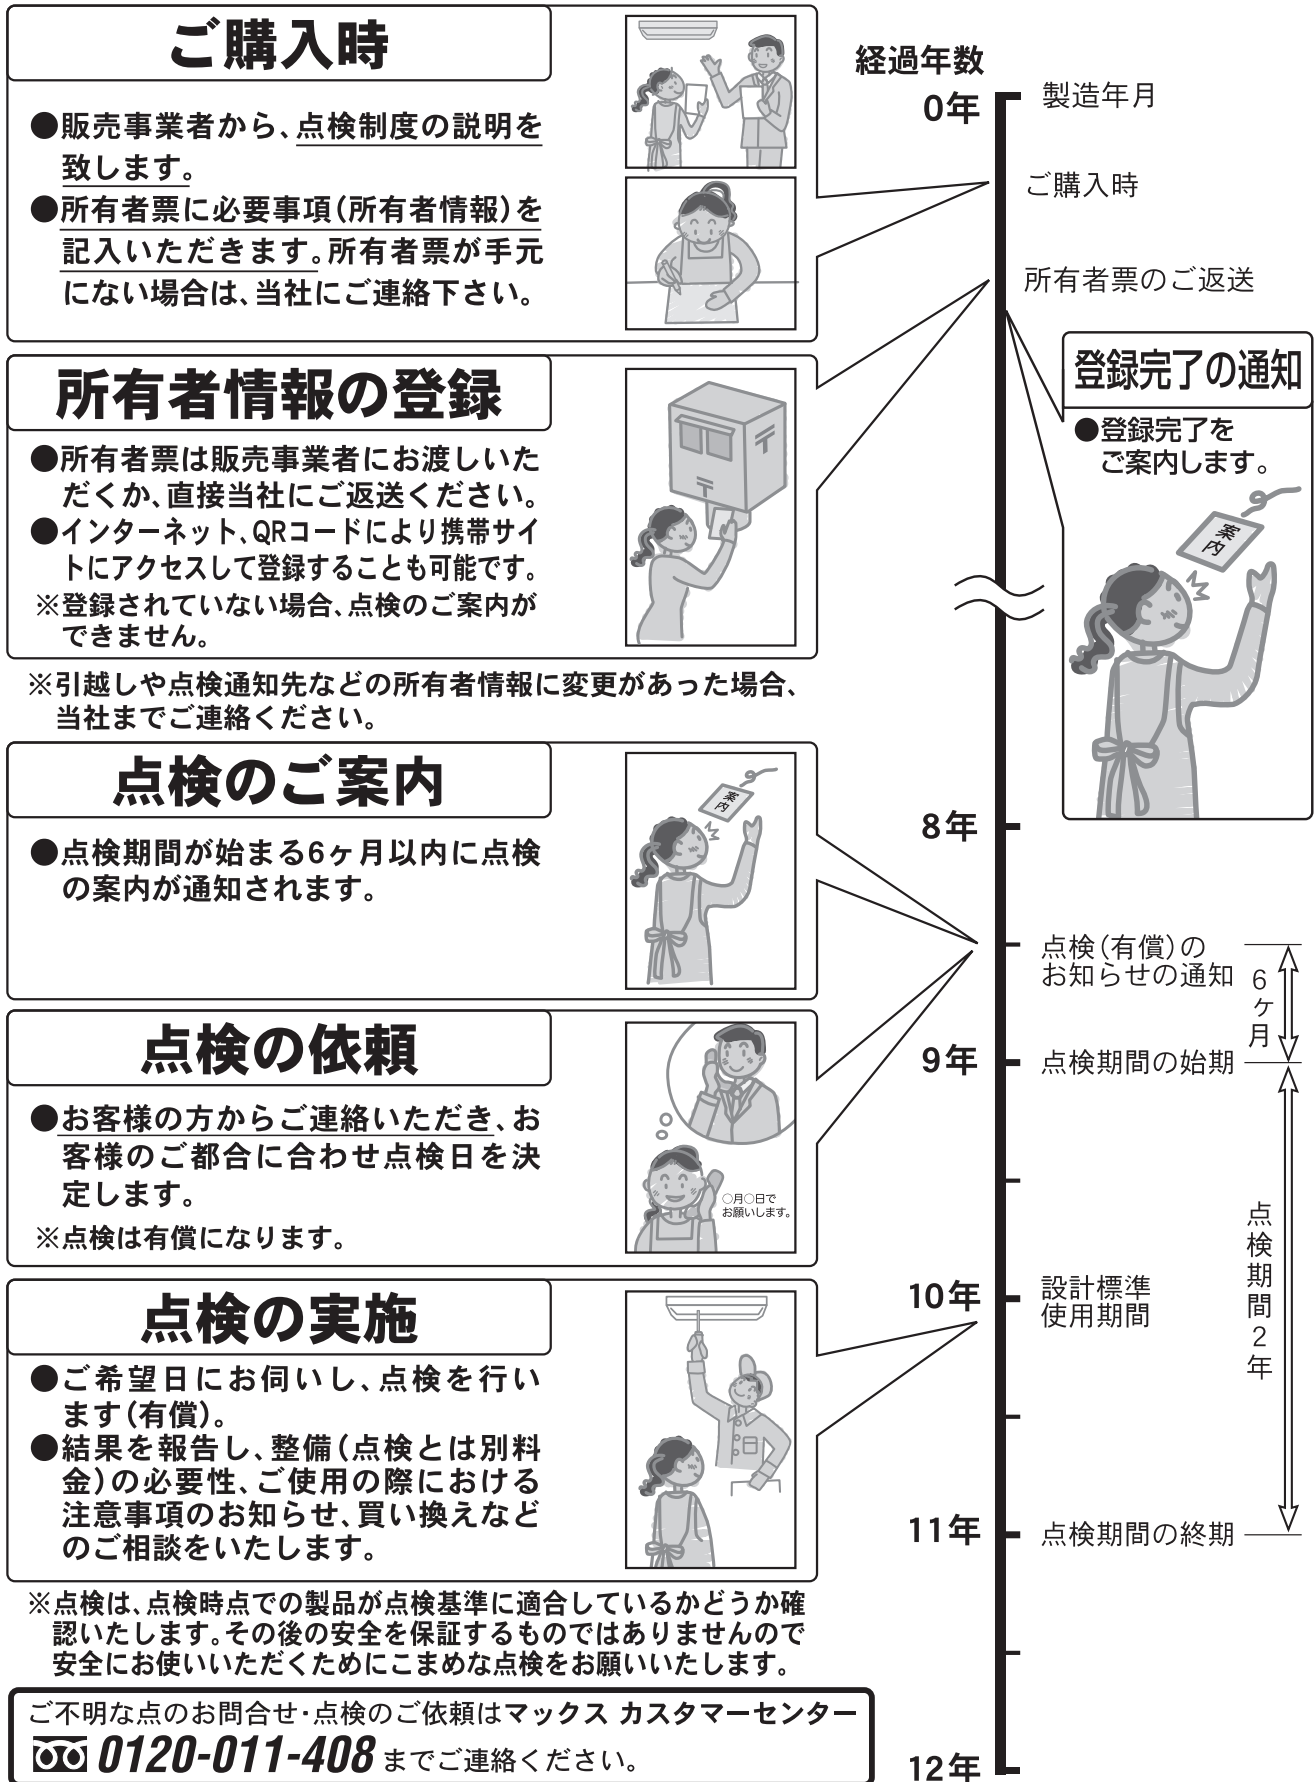 ご購入時
●販売事業者から、点検制度の説明を
致します。
●所有者票に必要事項(所有者情報)を
記入いただきます。所有者票が手元
にない場合は、当社にご連絡下さい。
所有者情報の登録
●所有者票は販売事業者にお渡しいた
だくか、直接当社にご返送ください。
●インターネット、QRコードにより携帯サイ
トにアクセスして登録することも可能です。
※登録されていない場合、点検のご案内が
できません。
※引越しや点検通知先などの所有者情報に変更があった場合、
当社までご連絡ください。
点検のご案内
●点検期間が始まる6ヶ月以内に点検
の案内が通知されます。
案
内
点検の依頼
●お客様の方からご連絡いただき、お
客様のご都合に合わせ点検日を決
定します。
※点検は有償になります。
○月○日で
お願いします。
点検の実施
●ご希望日にお伺いし、点検を行い
ます(有償)。
●結果を報告し、整備(点検とは別料
金)の必要性、ご使用の際における
注意事項のお知らせ、買い換えなど
のご相談をいたします。
※点検は、点検時点での製品が点検基準に適合しているかどうか確
認いたします。その後の安全を保証するものではありませんので
安全にお使いいただくためにこまめな点検をお願いいたします。
ご不明な点のお問合せ・点検のご依頼はマックス カスタマーセンター
0120-011-408 までご連絡ください。
経過年数
0年
製造年月
ご購入時
所有者票のご返送
登録完了の通知
●登録完了を
ご案内します。
案
内
8年
点検(有償)の
お知らせの通知
6ヶ月
9年
点検期間の始期
10年
設計標準
使用期間
点検期間2年
11年
点検期間の終期
12年